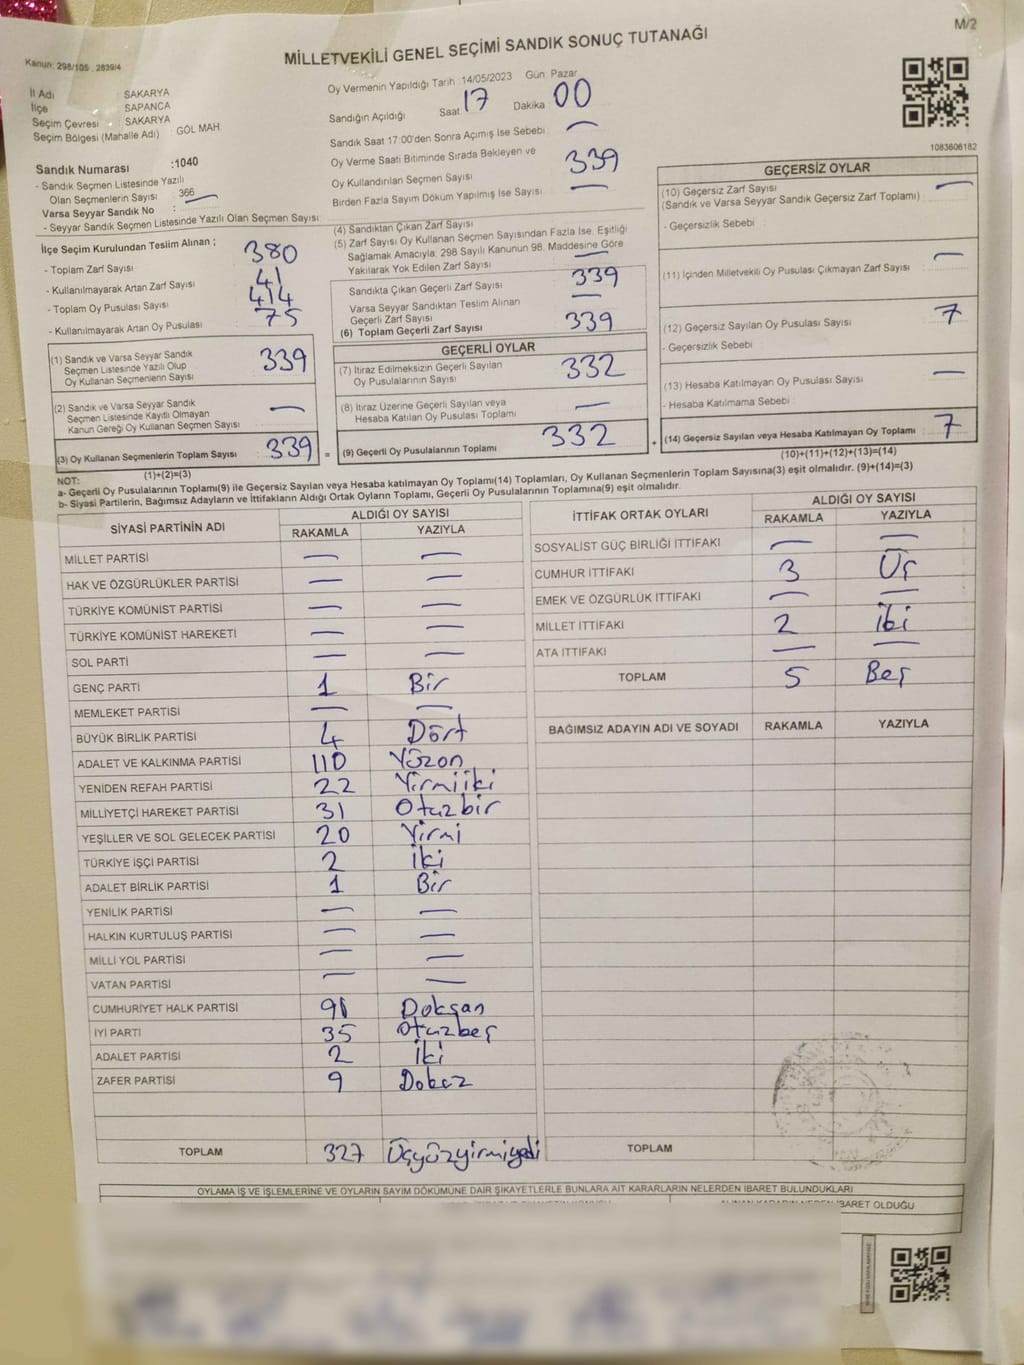 M/2
MİLLETVEKİLİ GENEL SEÇİMİ SANDIK SONUÇ TUTANAĞI
Kanun: 298/105 , 2839/4
İl Adı : SAKARYA
İlçe : SAPANCA
Seçim Çevresi : SAKARYA
Seçim Bölgesi (Mahalle Adı) : GÖL MAH.
Sandık Numarası :1040
- Sandık Seçmen Listesinde Yazılı
Olan Seçmenlerin Sayısı : 366
Varsa Seyyar Sandık No :
- Seyyar Sandık Seçmen Listesinde Yazılı Olan Seçmen Sayısı :
Oy Vermenin Yapıldığı Tarih :14/05/2023 Gün: Pazar
Sandığın Açıldığı Saat: 17 Dakika 00
Sandık Saat 17:00'den Sonra Açımış İse Sebebi : —
Oy Verme Saati Bitiminde Sırada Bekleyen ve
Oy Kullandırılan Seçmen Sayısı : 339
Birden Fazla Sayım Döküm Yapılmış İse Sayısı : —
1083606182
İlçe Seçim Kurulundan Teslim Alınan ;
- Toplam Zarf Sayısı : 380
- Kullanılmayarak Artan Zarf Sayısı : 41
- Toplam Oy Pusulası Sayısı : 414
- Kullanılmayarak Artan Oy Pusulası : 75
(1) Sandık ve Varsa Seyyar Sandık
Seçmen Listesinde Yazılı Olup
Oy Kullanan Seçmenlerin Sayısı : 339
(2) Sandık ve Varsa Seyyar Sandık
Seçmen Listesinde Kayıtlı Olmayan
Kanun Gereği Oy Kullanan Seçmen Sayısı : —
(3) Oy Kullanan Seçmenlerin Toplam Sayısı : 339
(1)+(2)=(3)
(4) Sandıktan Çıkan Zarf Sayısı
(5) Zarf Sayısı Oy Kullanan Seçmen Sayısından Fazla İse, Eşitliği
Sağlamak Amacıyla, 298 Sayılı Kanunun 98. Maddesine Göre
Yakılarak Yok Edilen Zarf Sayısı : —
Sandıkta Çıkan Geçerli Zarf Sayısı : 339
Varsa Seyyar Sandıktan Teslim Alınan
Geçerli Zarf Sayısı : —
(6) Toplam Geçerli Zarf Sayısı : 339
GEÇERLİ OYLAR
(7) İtiraz Edilmeksizin Geçerli Sayılan
Oy Pusulalarının Sayısı : 332
(8) İtiraz Üzerine Geçerli Sayılan veya
Hesaba Katılan Oy Pusulası Toplamı : —
= (9) Geçerli Oy Pusulalarının Toplamı : 332
GEÇERSİZ OYLAR
(10) Geçersiz Zarf Sayısı : —
(Sandık ve Varsa Seyyar Sandık Geçersiz Zarf Toplamı)
- Geçersizlik Sebebi :
(11) İçinden Milletvekili Oy Pusulası Çıkmayan Zarf Sayısı : —
(12) Geçersiz Sayılan Oy Pusulası Sayısı : 7
- Geçersizlik Sebebi :
(13) Hesaba Katılmayan Oy Pusulası Sayısı : —
- Hesaba Katılmama Sebebi :
+ (14) Geçersiz Sayılan veya Hesaba Katılmayan Oy Toplamı : 7
(10)+(11)+(12)+(13)=(14)
NOT:
a- Geçerli Oy Pusulalarının Toplamı(9) ile Geçersiz Sayılan veya Hesaba katılmayan Oy Toplamı(14) Toplamları, Oy Kullanan Seçmenlerin Toplam Sayısına(3) eşit olmalıdır. (9)+(14)=(3)
b- Siyasi Partilerin, Bağımsız Adayların ve İttifakların Aldığı Ortak Oyların Toplamı, Geçerli Oy Pusulalarının Toplamına(9) eşit olmalıdır.
SİYASİ PARTİNİN ADI ALDIĞI OY SAYISI
RAKAMLA YAZIYLA
MİLLET PARTİSİ — —
HAK VE ÖZGÜRLÜKLER PARTİSİ — —
TÜRKİYE KOMÜNİST PARTİSİ — —
TÜRKİYE KOMÜNİST HAREKETİ — —
SOL PARTİ — —
GENÇ PARTİ 1 Bir
MEMLEKET PARTİSİ — —
BÜYÜK BİRLİK PARTİSİ 4 Dört
ADALET VE KALKINMA PARTİSİ 110 Yüzon
YENİDEN REFAH PARTİSİ 22 Yirmiiki
MİLLİYETÇİ HAREKET PARTİSİ 31 Otuzbir
YEŞİLLER VE SOL GELECEK PARTİSİ 20 Yirmi
TÜRKİYE İŞÇİ PARTİSİ 2 İki
ADALET BİRLİK PARTİSİ 1 Bir
YENİLİK PARTİSİ — —
HALKIN KURTULUŞ PARTİSİ — —
MİLLİ YOL PARTİSİ — —
VATAN PARTİSİ — —
CUMHURİYET HALK PARTİSİ Doksan
İYİ PARTİ 35 Otuzbeş
ADALET PARTİSİ 2 İki
ZAFER PARTİSİ 9 Dokuz
TOPLAM 327 Üçyüzyirmiyedi
İTTİFAK ORTAK OYLARI ALDIĞI OY SAYISI
RAKAMLA YAZIYLA
SOSYALİST GÜÇ BİRLİĞİ İTTİFAKI — —
CUMHUR İTTİFAKI 3 Üç
EMEK VE ÖZGÜRLÜK İTTİFAKI — —
MİLLET İTTİFAKI 2 iki
ATA İTTİFAKI — —
TOPLAM 5 Beş
BAĞIMSIZ ADAYIN ADI VE SOYADI RAKAMLA YAZIYLA
TOPLAM
OYLAMA İŞ VE İŞLEMLERİNE VE OYLARIN SAYIM DÖKÜMÜNE DAİR ŞİKAYETLERLE BUNLARA AİT KARARLARIN NELERDEN İBARET BULUNDUKLARI
İBARET OLDUĞU